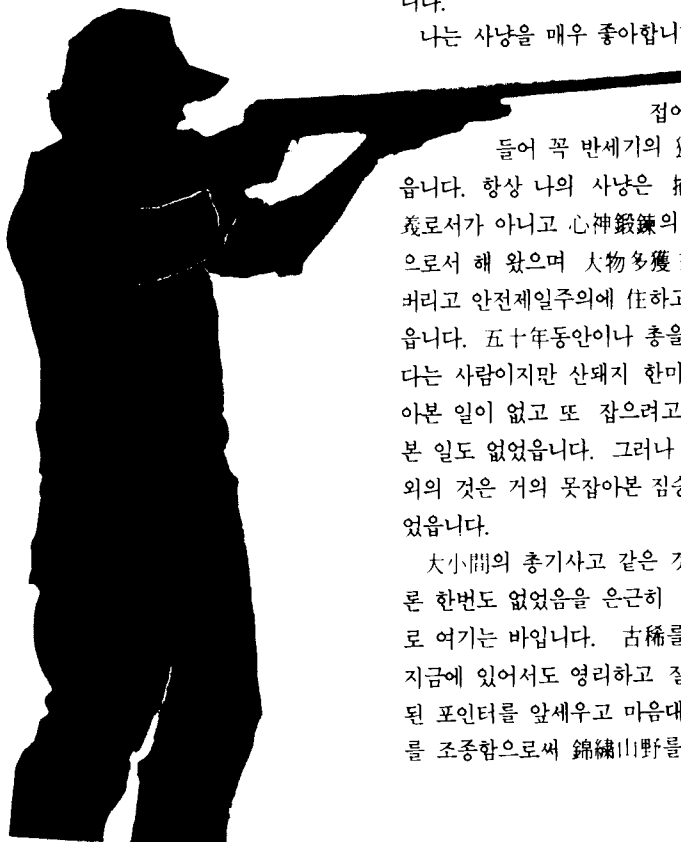 니다.
나는 사냥을 매우 좋아합니
접어
들어 꼭 반세기의
읍니다. 항상 나의 사냥은
義로서가 아니고 心神鍛鍊의
으로서 해 왔으며 大物多獲
버리고 안전제일주의에 住하고
읍니다. 五十年동안이나 총을
다는 사람이지만 산돼지 한마
아본 일이 없고 또 잡으려고
본 일도 없었읍니다. 그러나
외의 것은 거의 못잡아본 짐승
었읍니다.
大小間의 총기사고 같은 것
론 한번도 없었음을 은근히
로 여기는 바입니다. 古稀를
지금에 있어서도 영리하고 잘
된 포인터를 앞세우고 마음대
를 조종함으로써 錦繡山野를